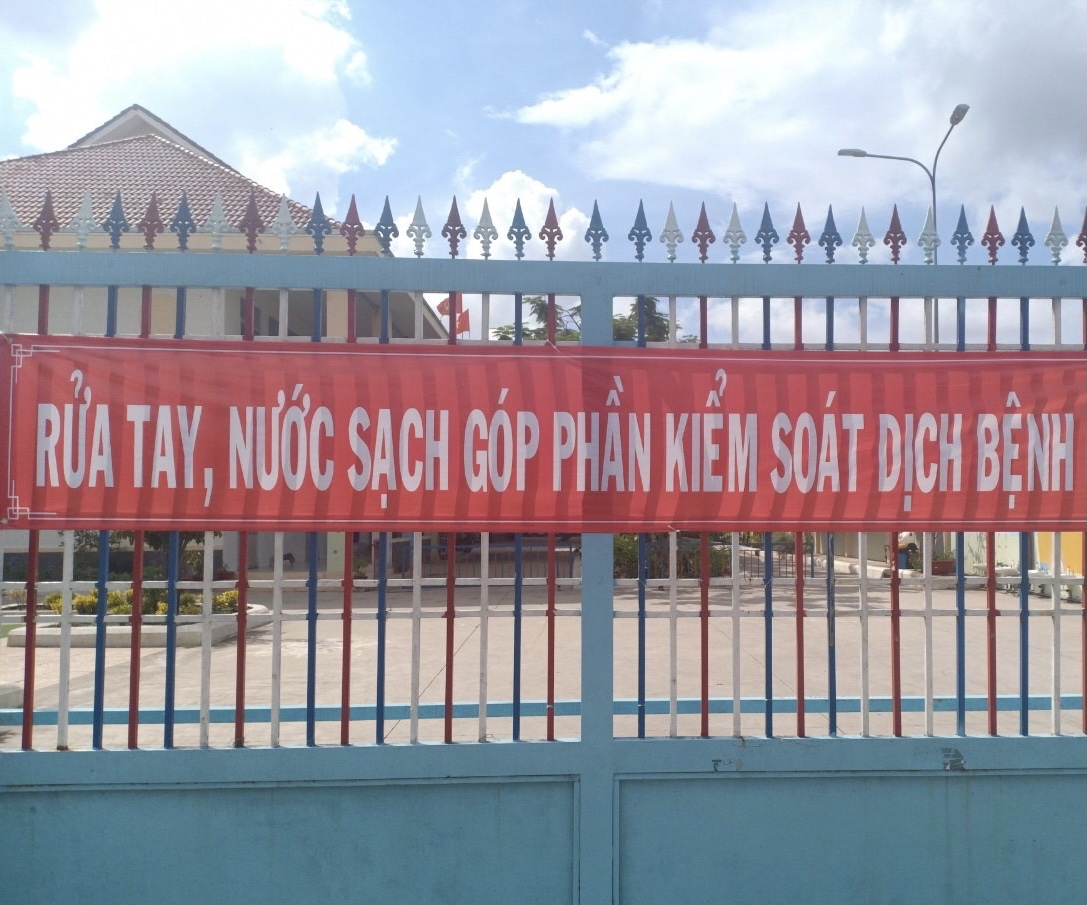 RỬA TAY, NƯỚC SẠCH GÓP PHẦN KIỂM SOÁT DỊCH BỆNH